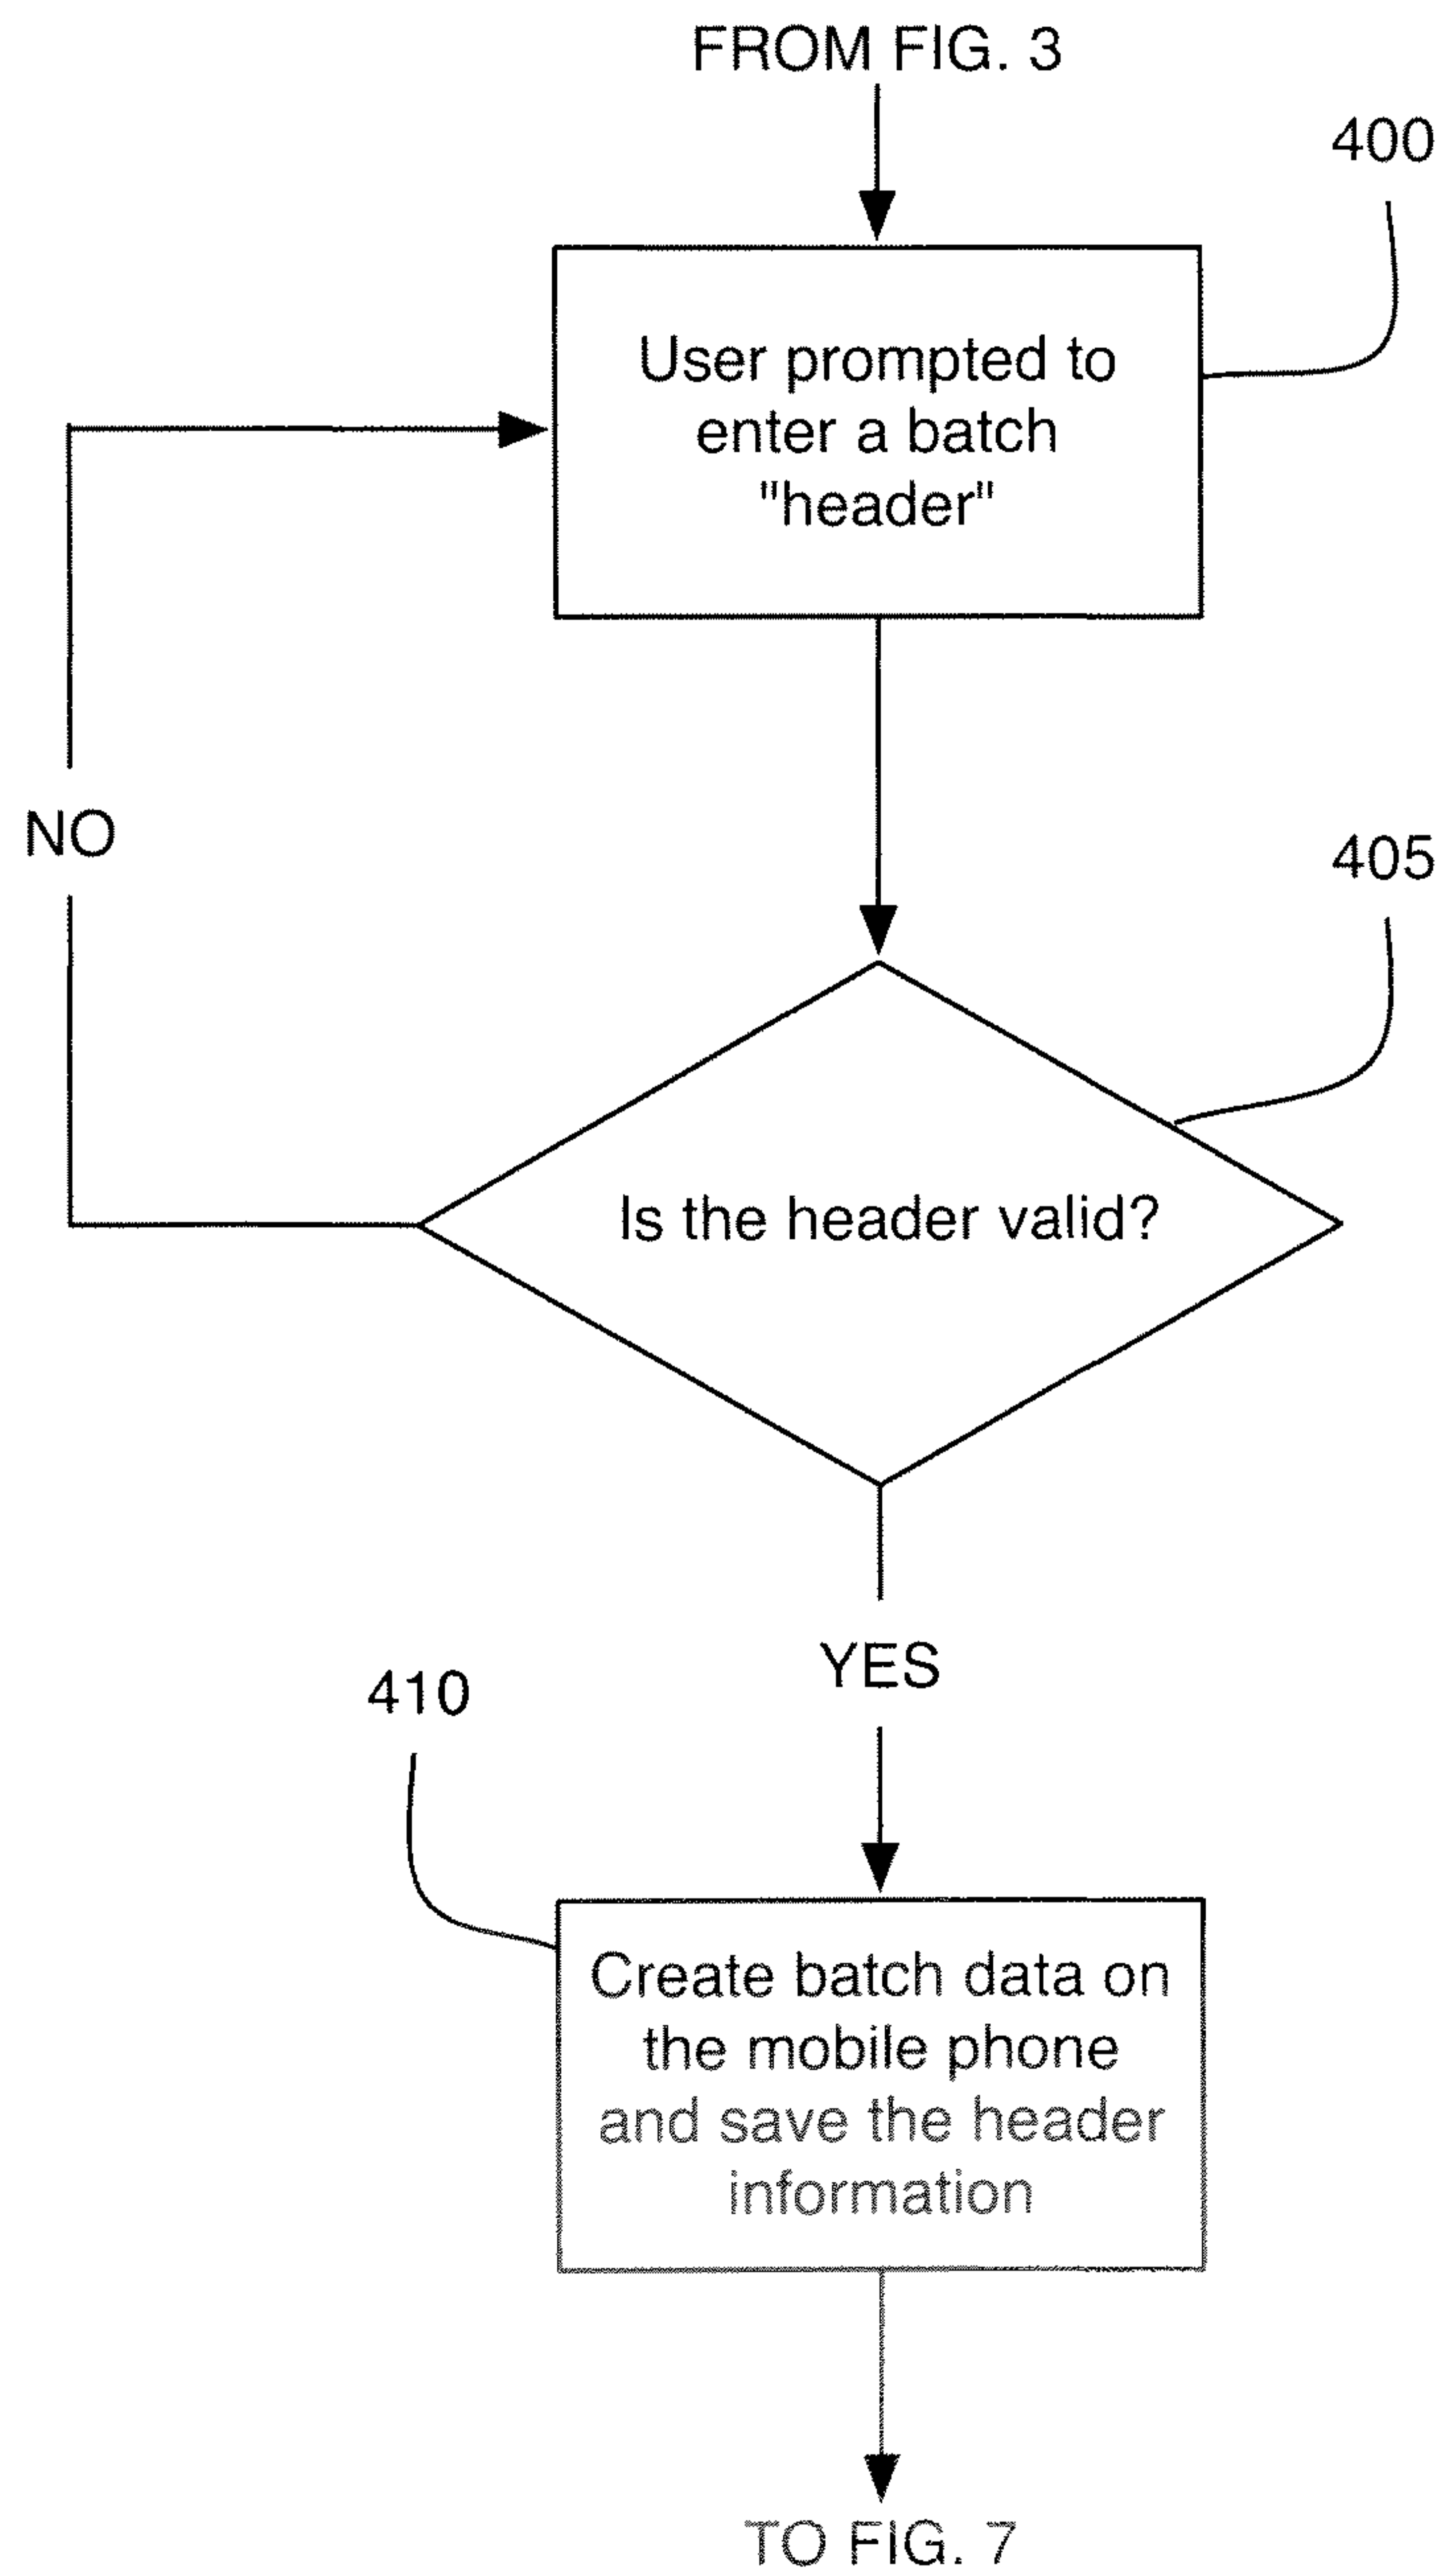 FROM FIG. 3
400
User prompted to
enter a batch
"header"
NO
405
Is the header valid?
YES
410
Create batch data on
the mobile phone
and save the header
information
TO FIG. 7